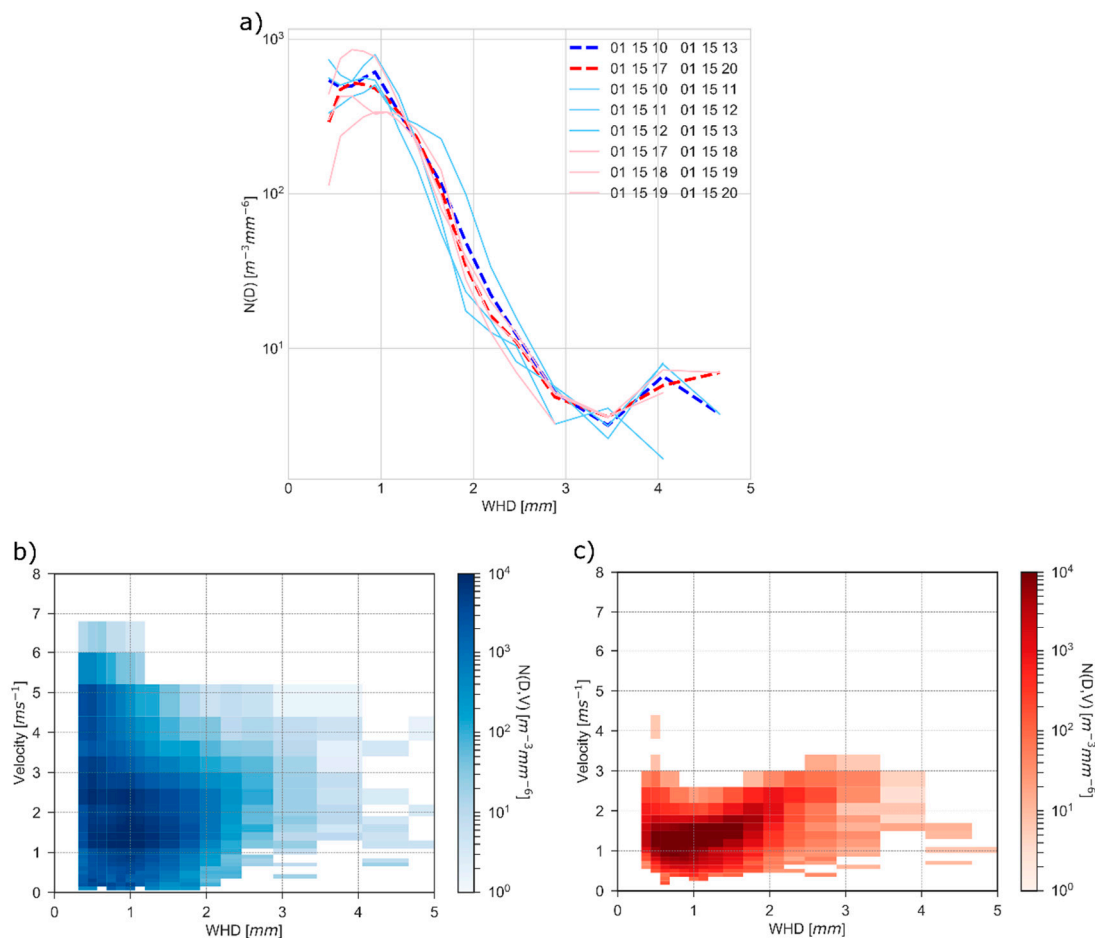 a)
10³
10²
10¹
N(D) [m⁻³mm⁻⁶]
01 15 10 01 15 13
01 15 17 01 15 20
01 15 10 01 15 11
01 15 11 01 15 12
01 15 12 01 15 13
01 15 17 01 15 18
01 15 18 01 15 19
01 15 19 01 15 20
0 1 2 3 4 5
WHD [mm]
b)
8
7
6
5
4
3
2
1
0
Velocity [ms⁻¹]
0 1 2 3 4 5
WHD [mm]
10⁴
10³
10²
10¹
10⁰
N(D,V) [m⁻³mm⁻⁶]
c)
8
7
6
5
4
3
2
1
0
Velocity [ms⁻¹]
0 1 2 3 4 5
WHD [mm]
10⁴
10³
10²
10¹
10⁰
N(D,V) [m⁻³mm⁻⁶]